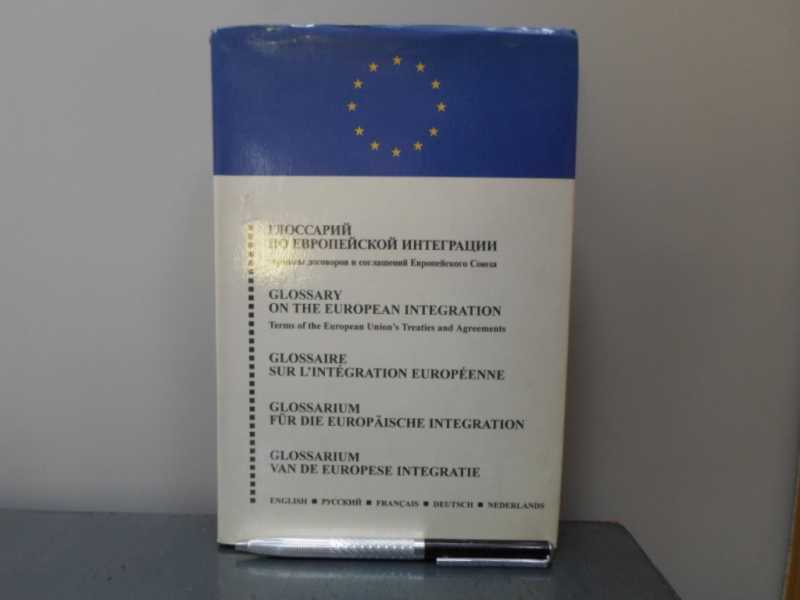 ГЛОССАРИЙ
ПО ЕВРОПЕЙСКОЙ ИНТЕГРАЦИИ
Термины договоров и соглашений Европейского Союза
GLOSSARY
ON THE EUROPEAN INTEGRATION
Terms of the European Union's Treaties and Agreements
GLOSSAIRE
SUR L'INTÉGRATION EUROPÉENNE
GLOSSARIUM
FÜR DIE EUROPÄISCHE INTEGRATION
GLOSSARIUM
VAN DE EUROPESE INTEGRATIE
ENGLISH ■ РУССКИЙ ■ FRANÇAIS ■ DEUTSCH ■ NEDERLANDS